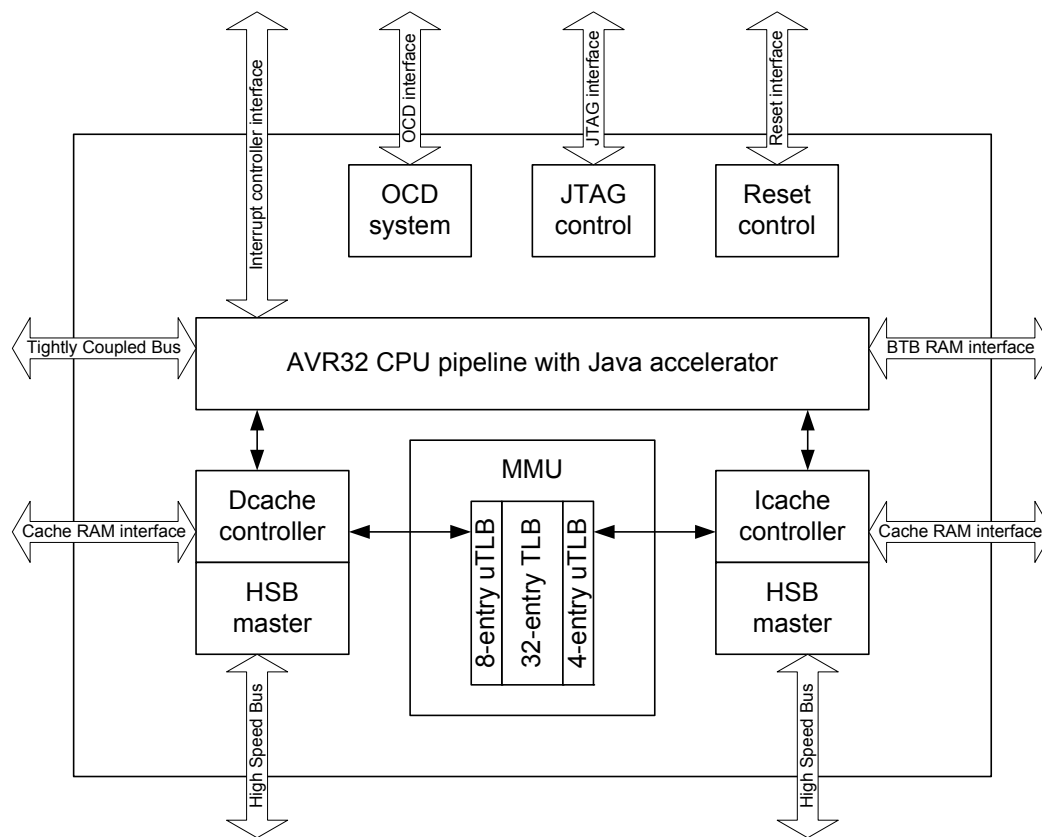 Interrupt controller interface
OCD interface
JTAG interface
Reset interface
OCD
system
JTAG
control
Reset
control
Tightly Coupled Bus
AVR32 CPU pipeline with Java accelerator
BTB RAM interface
MMU
Dcache
controller
Icache
controller
Cache RAM interface
8-entry uTLB
32-entry TLB
4-entry uTLB
Cache RAM interface
HSB
master
HSB
master
High Speed Bus
High Speed Bus